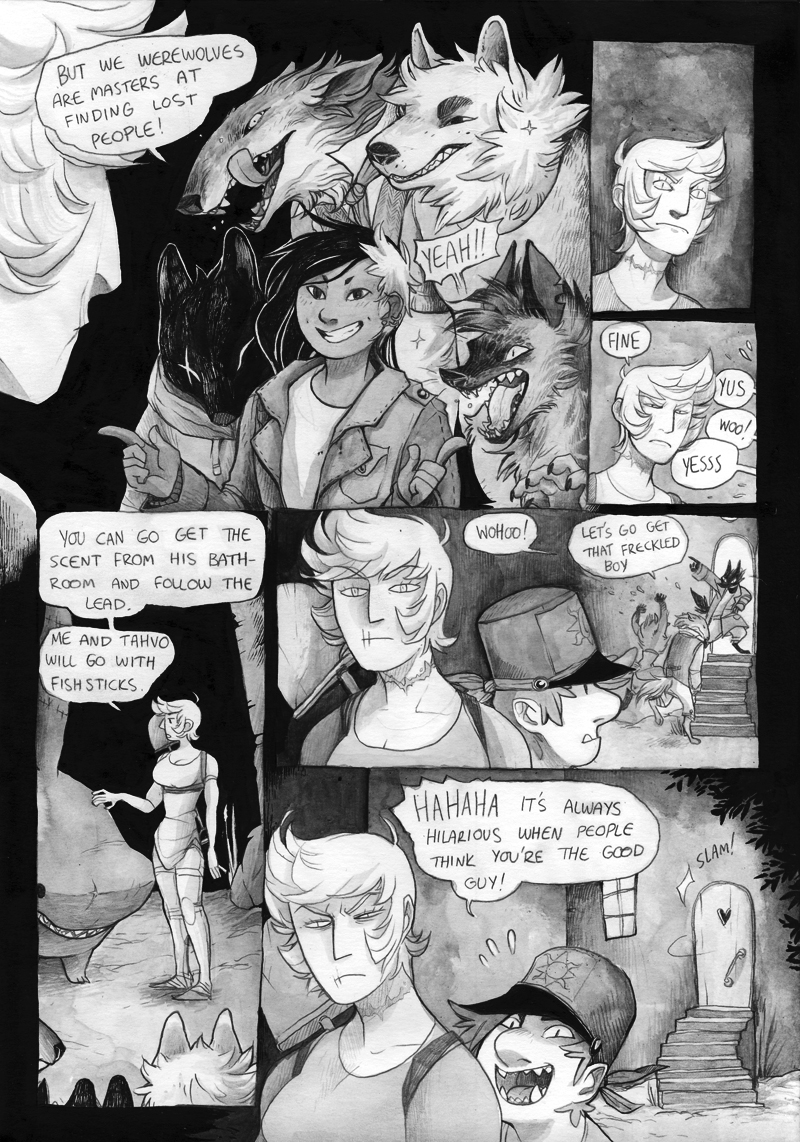 BUT WE WEREWOLVES
ARE MASTERS AT
FINDING LOST
PEOPLE!
YEAH!!
FINE
YUS
WOO!
YESSS
YOU CAN GO GET THE
SCENT FROM HIS BATH-
ROOM AND FOLLOW THE
LEAD.
ME AND TAHVO
WILL GO WITH
FISHSTICKS.
WOHOO!
LET'S GO GET
THAT FRECKLED
BOY
HAHAHA IT'S ALWAYS
HILARIOUS WHEN PEOPLE
THINK YOU'RE THE GOOD
GUY!
SLAM!